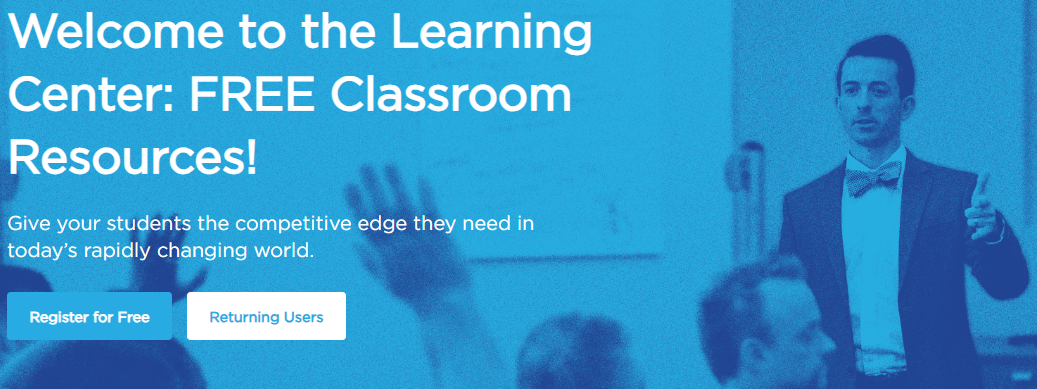 Welcome to the Learning
Center: FREE Classroom
Resources!
Give your students the competitive edge they need in
today's rapidly changing world.
Register for Free
Returning Users